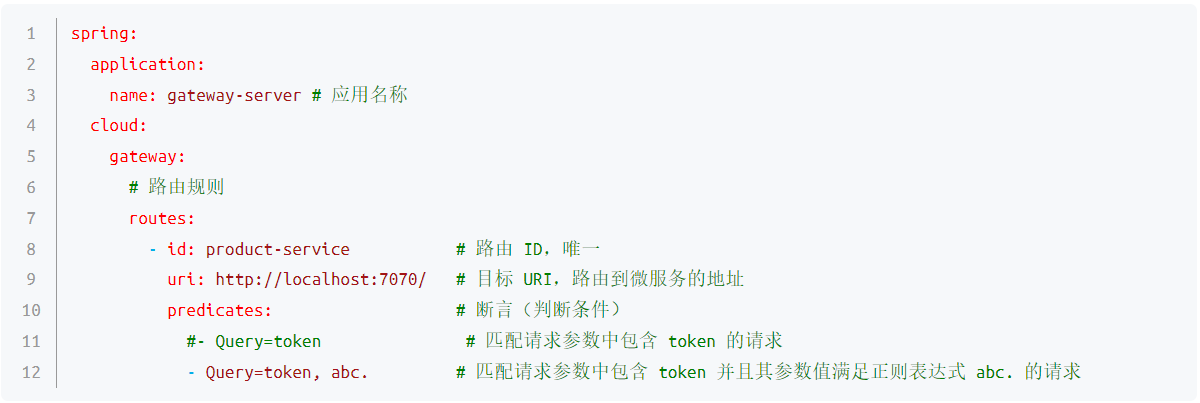 1 spring:
2   application:
3     name: gateway-server # 应用名称
4   cloud:
5     gateway:
6       # 路由规则
7       routes:
8         - id: product-service           # 路由 ID，唯一
9           uri: http://localhost:7070/   # 目标 URI，路由到微服务的地址
10           predicates:                   # 断言（判断条件）
11             #- Query=token               # 匹配请求参数中包含 token 的请求
12             - Query=token, abc.         # 匹配请求参数中包含 token 并且其参数值满足正则表达式 abc. 的请求